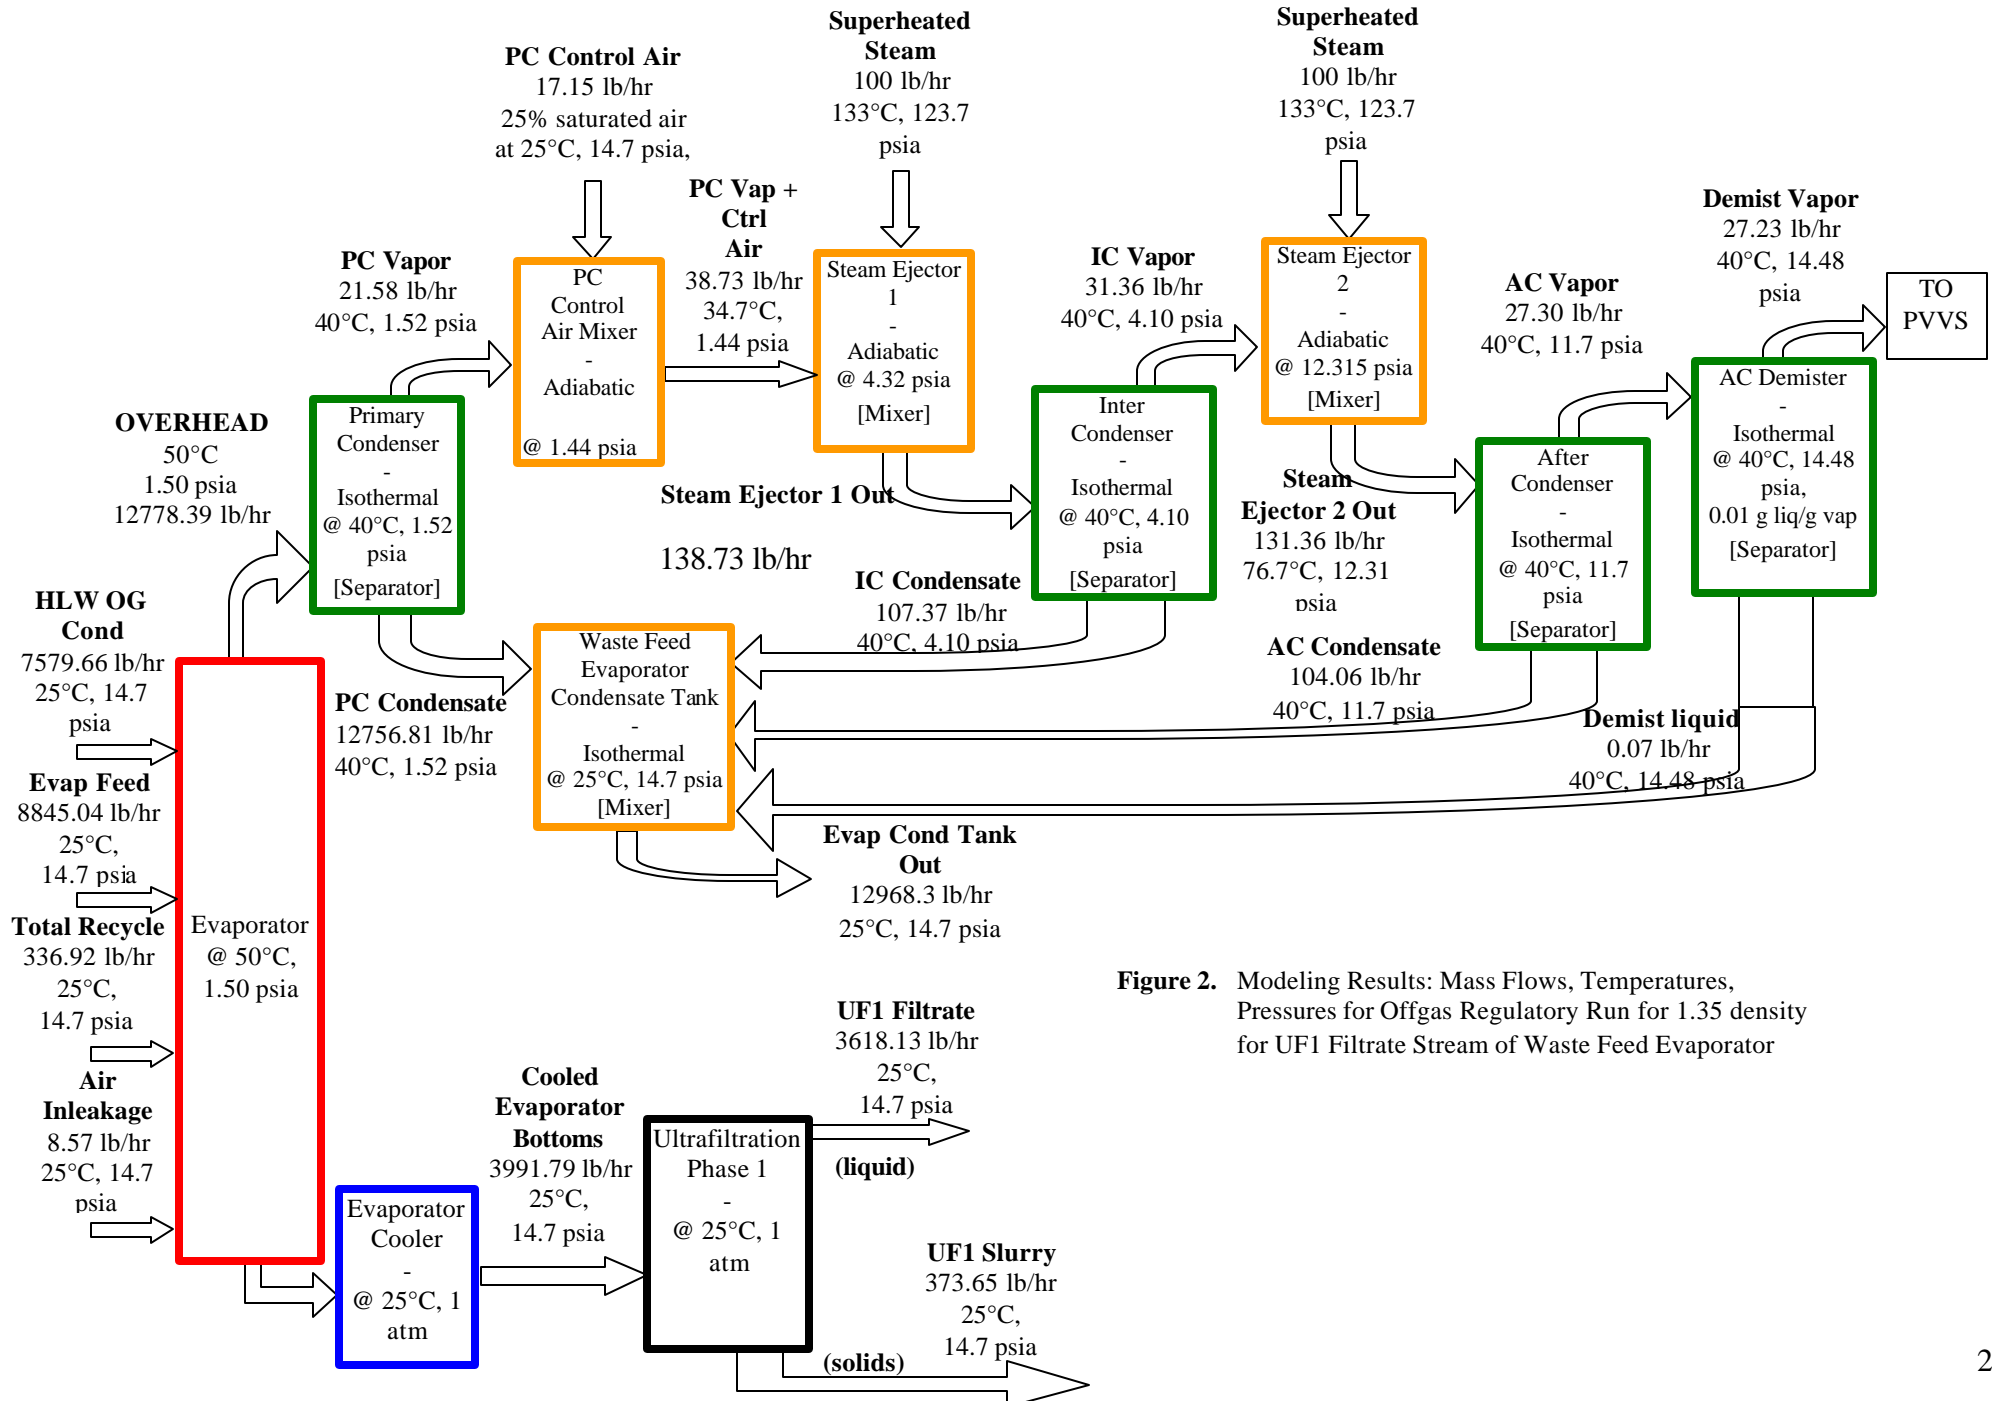 Superheated
Steam
100 lb/hr
133°C, 123.7
psia
Superheated
Steam
100 lb/hr
133°C, 123.7
psia
PC Control Air
17.15 lb/hr
25% saturated air
at 25°C, 14.7 psia,
PC Vap +
Ctrl
Air
38.73 lb/hr
34.7°C,
1.44 psia
Demist Vapor
27.23 lb/hr
40°C, 14.48
psia
PC Vapor
21.58 lb/hr
40°C, 1.52 psia
PC
Control
Air Mixer
-
Adiabatic
@ 1.44 psia
Steam Ejector
1
-
Adiabatic
@ 4.32 psia
[Mixer]
IC Vapor
31.36 lb/hr
40°C, 4.10 psia
Steam Ejector
2
-
Adiabatic
@ 12.315 psia
[Mixer]
AC Vapor
27.30 lb/hr
40°C, 11.7 psia
TO
PVVS
OVERHEAD
50°C
1.50 psia
12778.39 lb/hr
Primary
Condenser
-
Isothermal
@ 40°C, 1.52
psia
[Separator]
Steam Ejector 1 Out
138.73 lb/hr
Inter
Condenser
-
Isothermal
@ 40°C, 4.10
psia
[Separator]
Steam
Ejector 2 Out
131.36 lb/hr
76.7°C, 12.31
psia
After
Condenser
-
Isothermal
@ 40°C, 11.7
psia
[Separator]
AC Demister
-
Isothermal
@ 40°C, 14.48
psia,
0.01 g liq/g vap
[Separator]
HLW OG
Cond
7579.66 lb/hr
25°C, 14.7
psia
PC Condensate
12756.81 lb/hr
40°C, 1.52 psia
Waste Feed
Evaporator
Condensate Tank
-
Isothermal
@ 25°C, 14.7 psia
[Mixer]
IC Condensate
107.37 lb/hr
40°C, 4.10 psia
AC Condensate
104.06 lb/hr
40°C, 11.7 psia
Demist liquid
0.07 lb/hr
40°C, 14.48 psia
Evap Feed
8845.04 lb/hr
25°C,
14.7 psia
Evap Cond Tank
Out
12968.3 lb/hr
25°C, 14.7 psia
Total Recycle
336.92 lb/hr
25°C,
14.7 psia
Evaporator
@ 50°C,
1.50 psia
Air
Inleakage
8.57 lb/hr
25°C, 14.7
psia
Figure 2. Modeling Results: Mass Flows, Temperatures,
Pressures for Offgas Regulatory Run for 1.35 density
for UF1 Filtrate Stream of Waste Feed Evaporator
Evaporator
Cooler
-
@ 25°C, 1
atm
Cooled
Evaporator
Bottoms
3991.79 lb/hr
25°C,
14.7 psia
Ultrafiltration
Phase 1
-
@ 25°C, 1
atm
UF1 Filtrate
3618.13 lb/hr
25°C,
14.7 psia
(liquid)
UF1 Slurry
373.65 lb/hr
25°C,
14.7 psia
(solids)
2